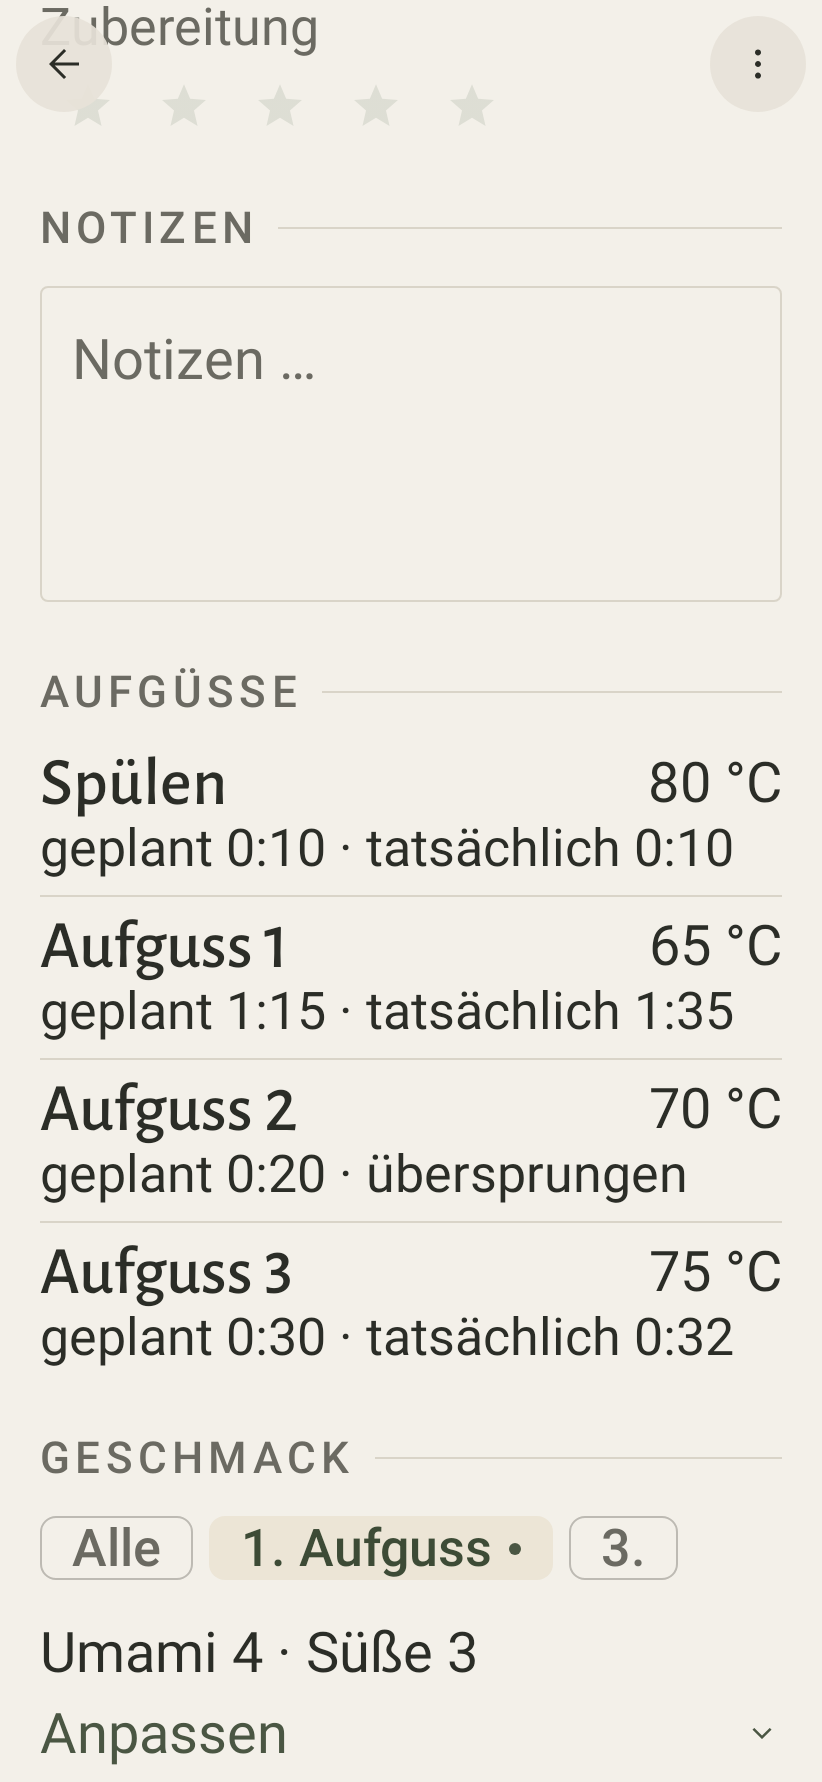 Zubereitung
NOTIZEN
Notizen …
AUFGÜSSE
Spülen 80 °C
geplant 0:10 · tatsächlich 0:10
Aufguss 1 65 °C
geplant 1:15 · tatsächlich 1:35
Aufguss 2 70 °C
geplant 0:20 · übersprungen
Aufguss 3 75 °C
geplant 0:30 · tatsächlich 0:32
GESCHMACK
Alle 1. Aufguss • 3.
Umami 4 · Süße 3
Anpassen